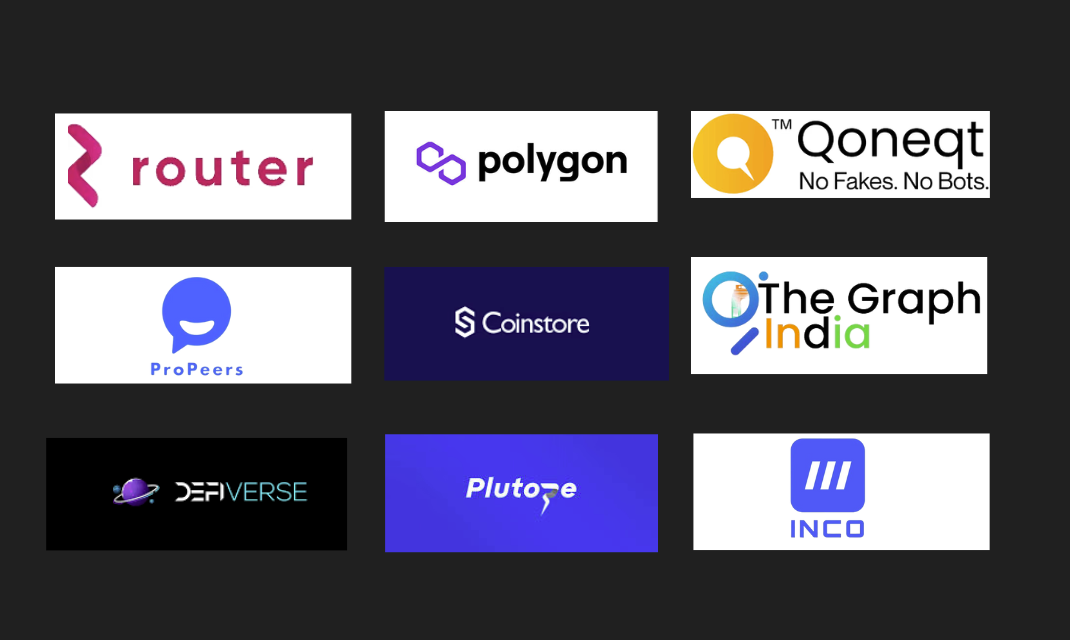 router
polygon
TM
Qoneqt
No Fakes. No Bots.
ProPeers
Coinstore
The Graph
India
DEFIVERSE
Plutope
INCO